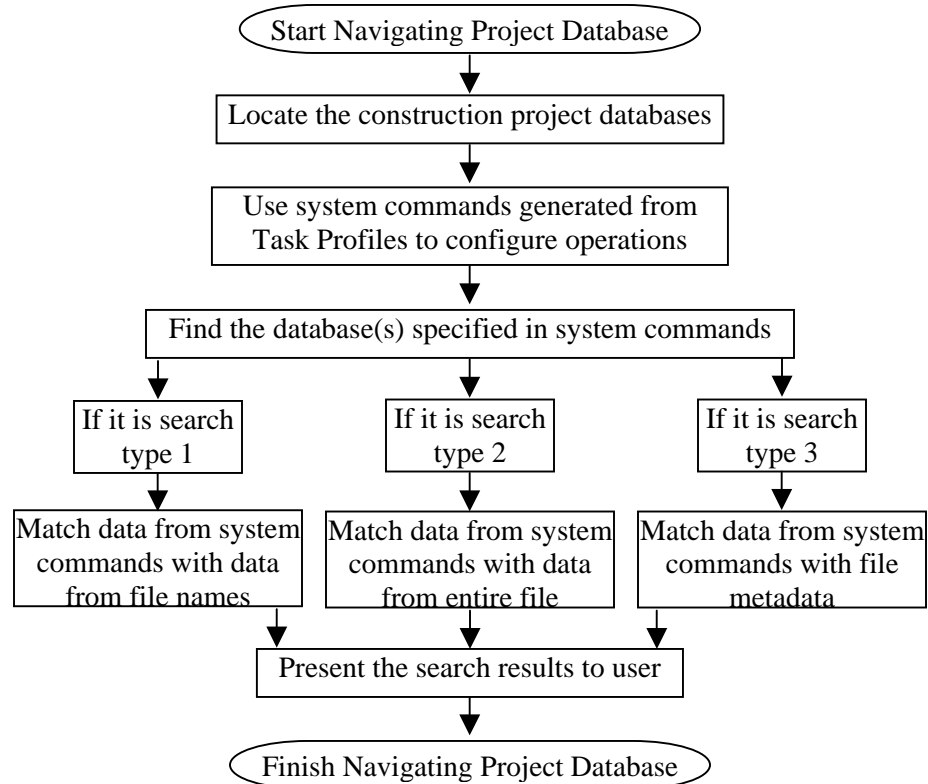 Start Navigating Project Database
Locate the construction project databases
Use system commands generated from
Task Profiles to configure operations
Find the database(s) specified in system commands
If it is search
type 1
If it is search
type 2
If it is search
type 3
Match data from system
commands with data
from file names
Match data from system
commands with data
from entire file
Match data from system
commands with file
metadata
Present the search results to user
Finish Navigating Project Database